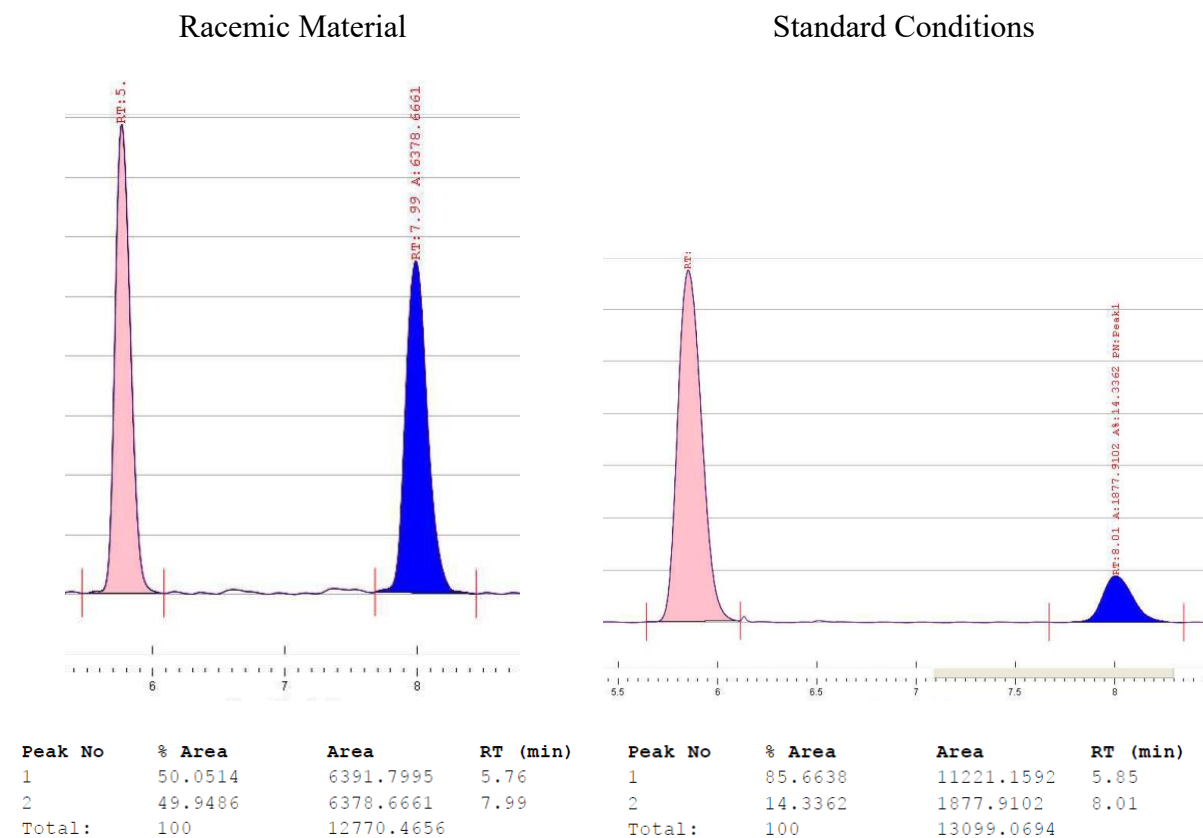 Racemic Material
Standard Conditions
RT:5.
RT:7.99 A:6378.6661
6 7 8
RT:
RT:8.01 A:1877.9102 A%:14.3362 PN:Peak1
5.5 6 6.5 7 7.5 8
Peak No % Area Area RT (min)
1 50.0514 6391.7995 5.76
2 49.9486 6378.6661 7.99
Total: 100 12770.4656
Peak No % Area Area RT (min)
1 85.6638 11221.1592 5.85
2 14.3362 1877.9102 8.01
Total: 100 13099.0694